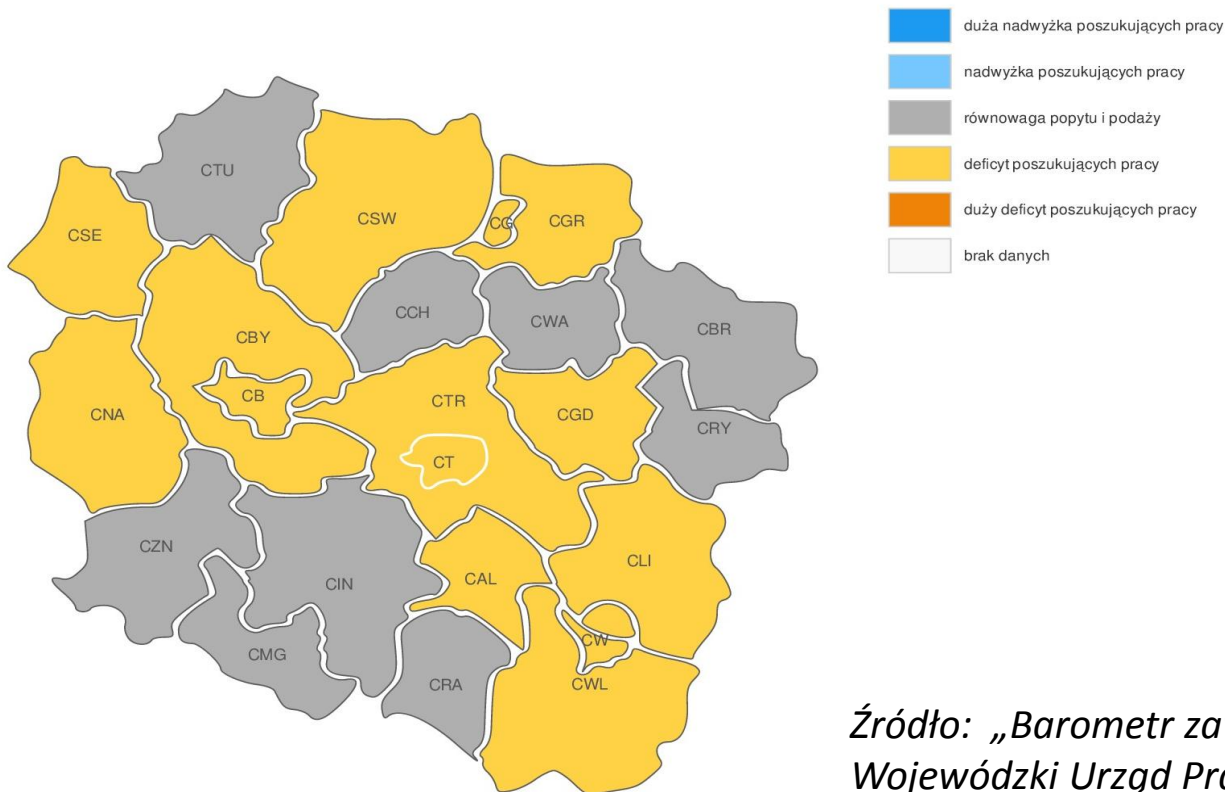 duża nadwyżka poszukujących pracy
nadwyżka poszukujących pracy
równowaga popytu i podaży
deficyt poszukujących pracy
duży deficyt poszukujących pracy
brak danych
CTU
CSE
CSW
CG
CGR
CCH
CWA
CBR
CBY
CB
CNA
CTR
CGD
CRY
CT
CZN
CIN
CAL
CLI
CMG
CRA
CW
CWL
Źródło: „Barometr za
Wojewódzki Urząd